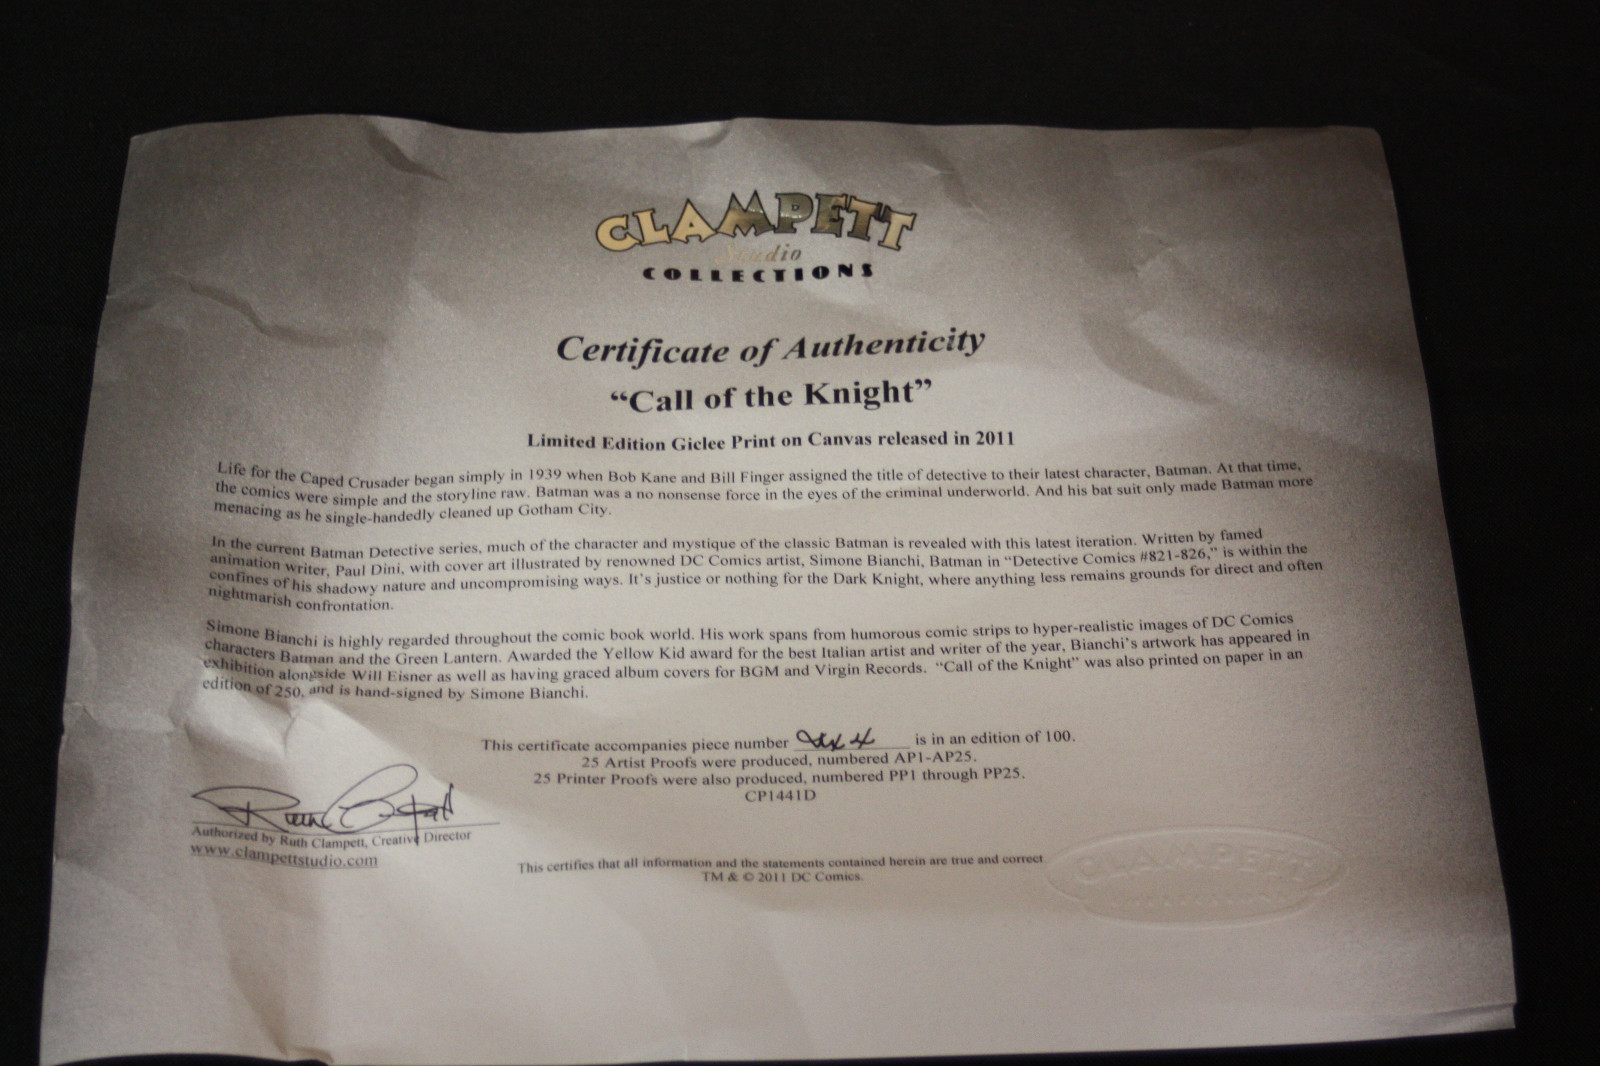 CLAMPETT
Studio
COLLECTIONS
Certificate of Authenticity
“Call of the Knight”
Limited Edition Giclee Print on Canvas released in 2011
Life for the Caped Crusader began simply in 1939 when Bob Kane and Bill Finger assigned the title of detective to their latest character, Batman. At that time,
the comics were simple and the storyline raw. Batman was a no nonsense force in the eyes of the criminal underworld. And his bat suit only made Batman more
menacing as he single-handedly cleaned up Gotham City.
In the current Batman Detective series, much of the character and mystique of the classic Batman is revealed with this latest iteration. Written by famed
animation writer, Paul Dini, with cover art illustrated by renowned DC Comics artist, Simone Bianchi, Batman in “Detective Comics #821-826,” is within the
confines of his shadowy nature and uncompromising ways. It’s justice or nothing for the Dark Knight, where anything less remains grounds for direct and often
nightmarish confrontation.
Simone Bianchi is highly regarded throughout the comic book world. His work spans from humorous comic strips to hyper-realistic images of DC Comics
characters Batman and the Green Lantern. Awarded the Yellow Kid award for the best Italian artist and writer of the year, Bianchi’s artwork has appeared in
exhibition alongside Will Eisner as well as having graced album covers for BGM and Virgin Records. “Call of the Knight” was also printed on paper in an
edition of 250, and is hand-signed by Simone Bianchi.
This certificate accompanies piece number is in an edition of 100.
25 Artist Proofs were produced, numbered AP1-AP25.
25 Printer Proofs were also produced, numbered PP1 through PP25.
CP1441D
Authorized by Ruth Clampett, Creative Director
www.clampettstudio.com
This certifies that all information and the statements contained herein are true and correct
TM & © 2011 DC Comics.
CLAMPETT